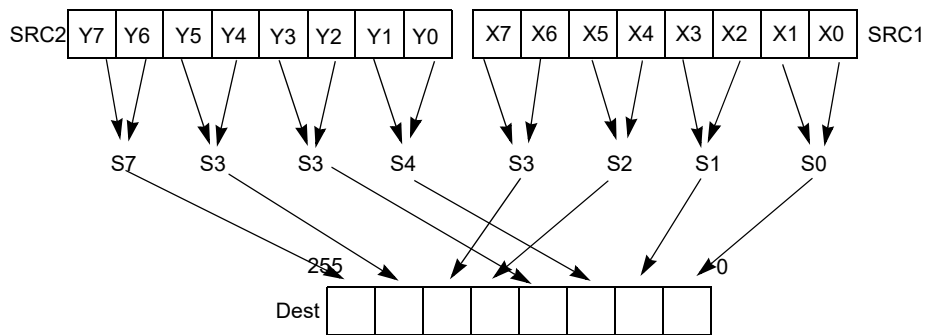 SRC2 Y7 Y6 Y5 Y4 Y3 Y2 Y1 Y0 X7 X6 X5 X4 X3 X2 X1 X0 SRC1
S7 S3 S3 S4 S3 S2 S1 S0
255 0
Dest